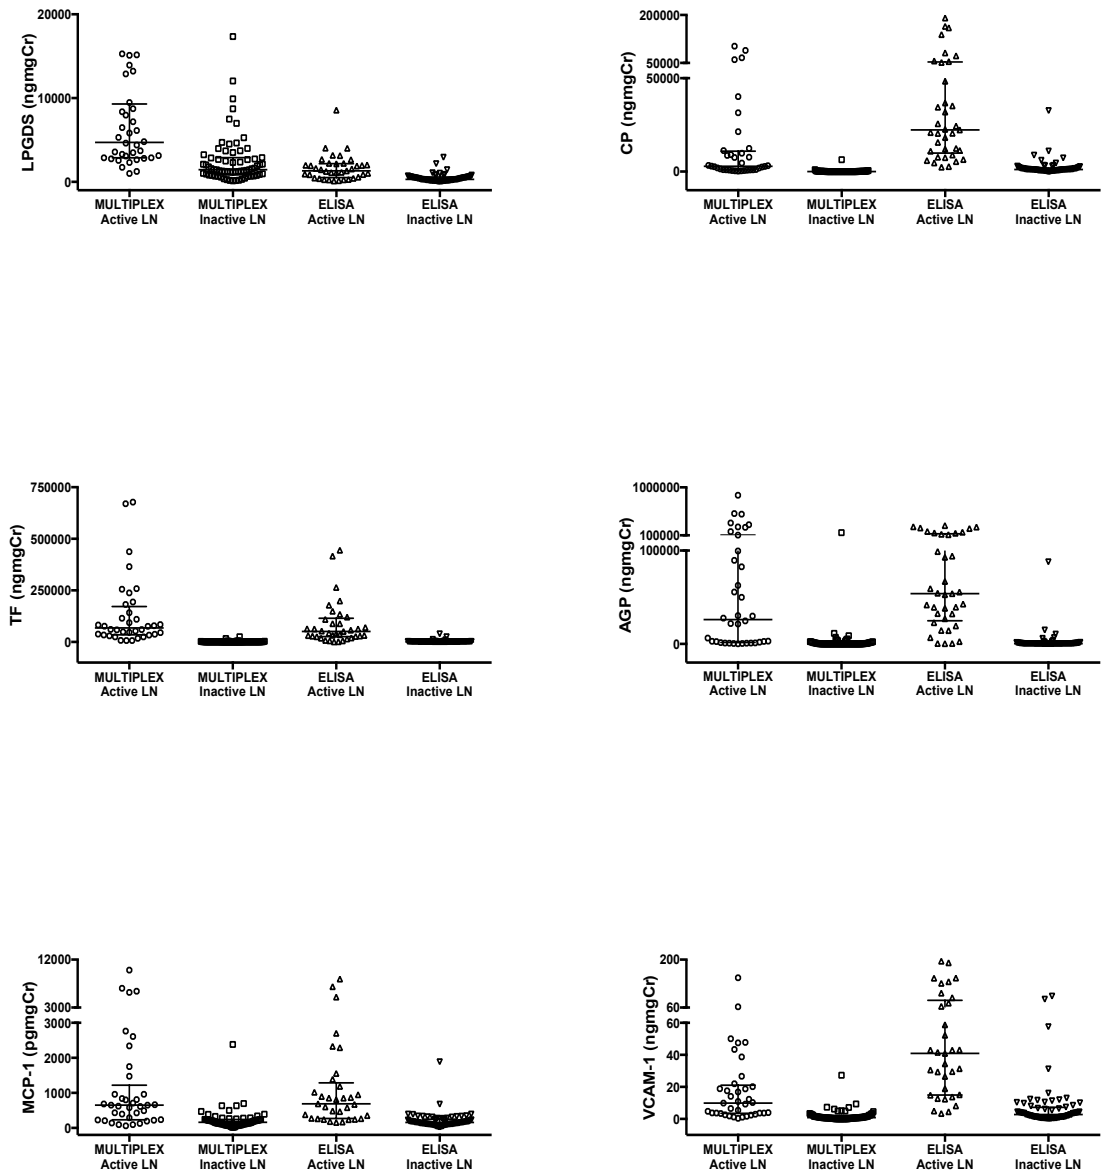 LPGDS (ngmgCr)
20000
10000
0
MULTIPLEX
Active LN
MULTIPLEX
Inactive LN
ELISA
Active LN
ELISA
Inactive LN
CP (ngmgCr)
200000
50000
50000
0
MULTIPLEX
Active LN
MULTIPLEX
Inactive LN
ELISA
Active LN
ELISA
Inactive LN
TF (ngmgCr)
750000
500000
250000
0
MULTIPLEX
Active LN
MULTIPLEX
Inactive LN
ELISA
Active LN
ELISA
Inactive LN
AGP (ngmgCr)
1000000
100000
100000
0
MULTIPLEX
Active LN
MULTIPLEX
Inactive LN
ELISA
Active LN
ELISA
Inactive LN
MCP-1 (pgmgCr)
12000
3000
3000
2000
1000
0
MULTIPLEX
Active LN
MULTIPLEX
Inactive LN
ELISA
Active LN
ELISA
Inactive LN
VCAM-1 (ngmgCr)
200
60
60
40
20
0
MULTIPLEX
Active LN
MULTIPLEX
Inactive LN
ELISA
Active LN
ELISA
Inactive LN